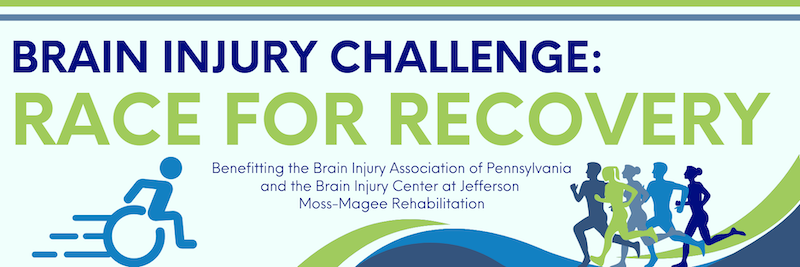 BRAIN INJURY CHALLENGE:
RACE FOR RECOVERY
Benefitting the Brain Injury Association of Pennsylvania
and the Brain Injury Center at Jefferson
Moss-Magee Rehabilitation